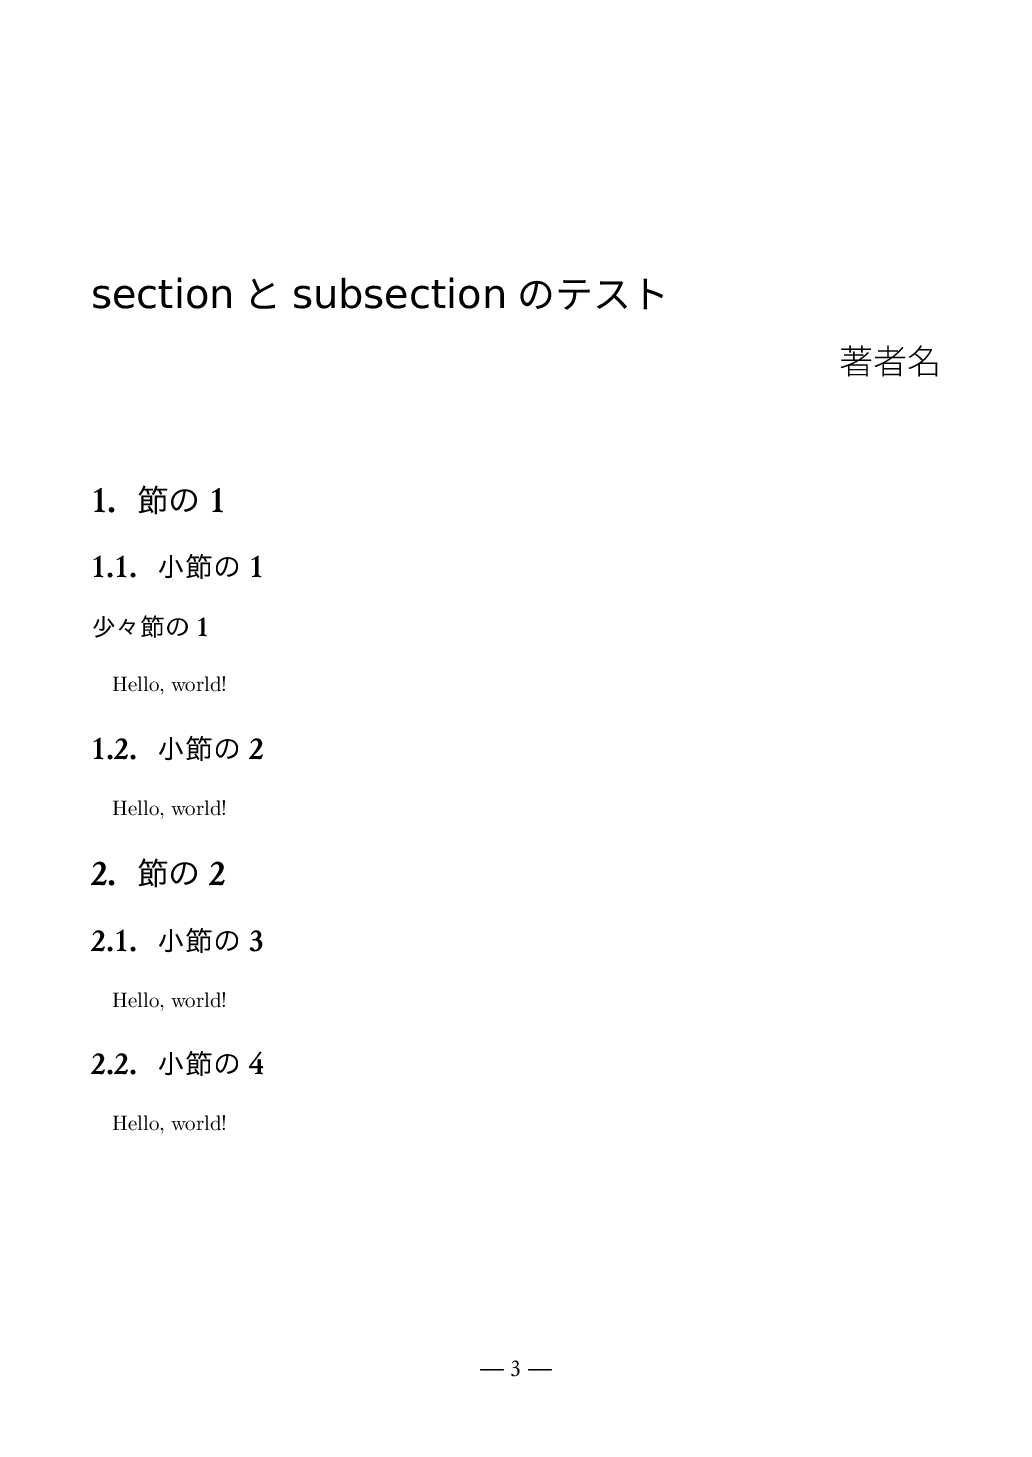 section と subsection のテスト
著者名
1. 節の 1
1.1. 小節の 1
少々節の 1
Hello, world!
1.2. 小節の 2
Hello, world!
2. 節の 2
2.1. 小節の 3
Hello, world!
2.2. 小節の 4
Hello, world!
— 3 —